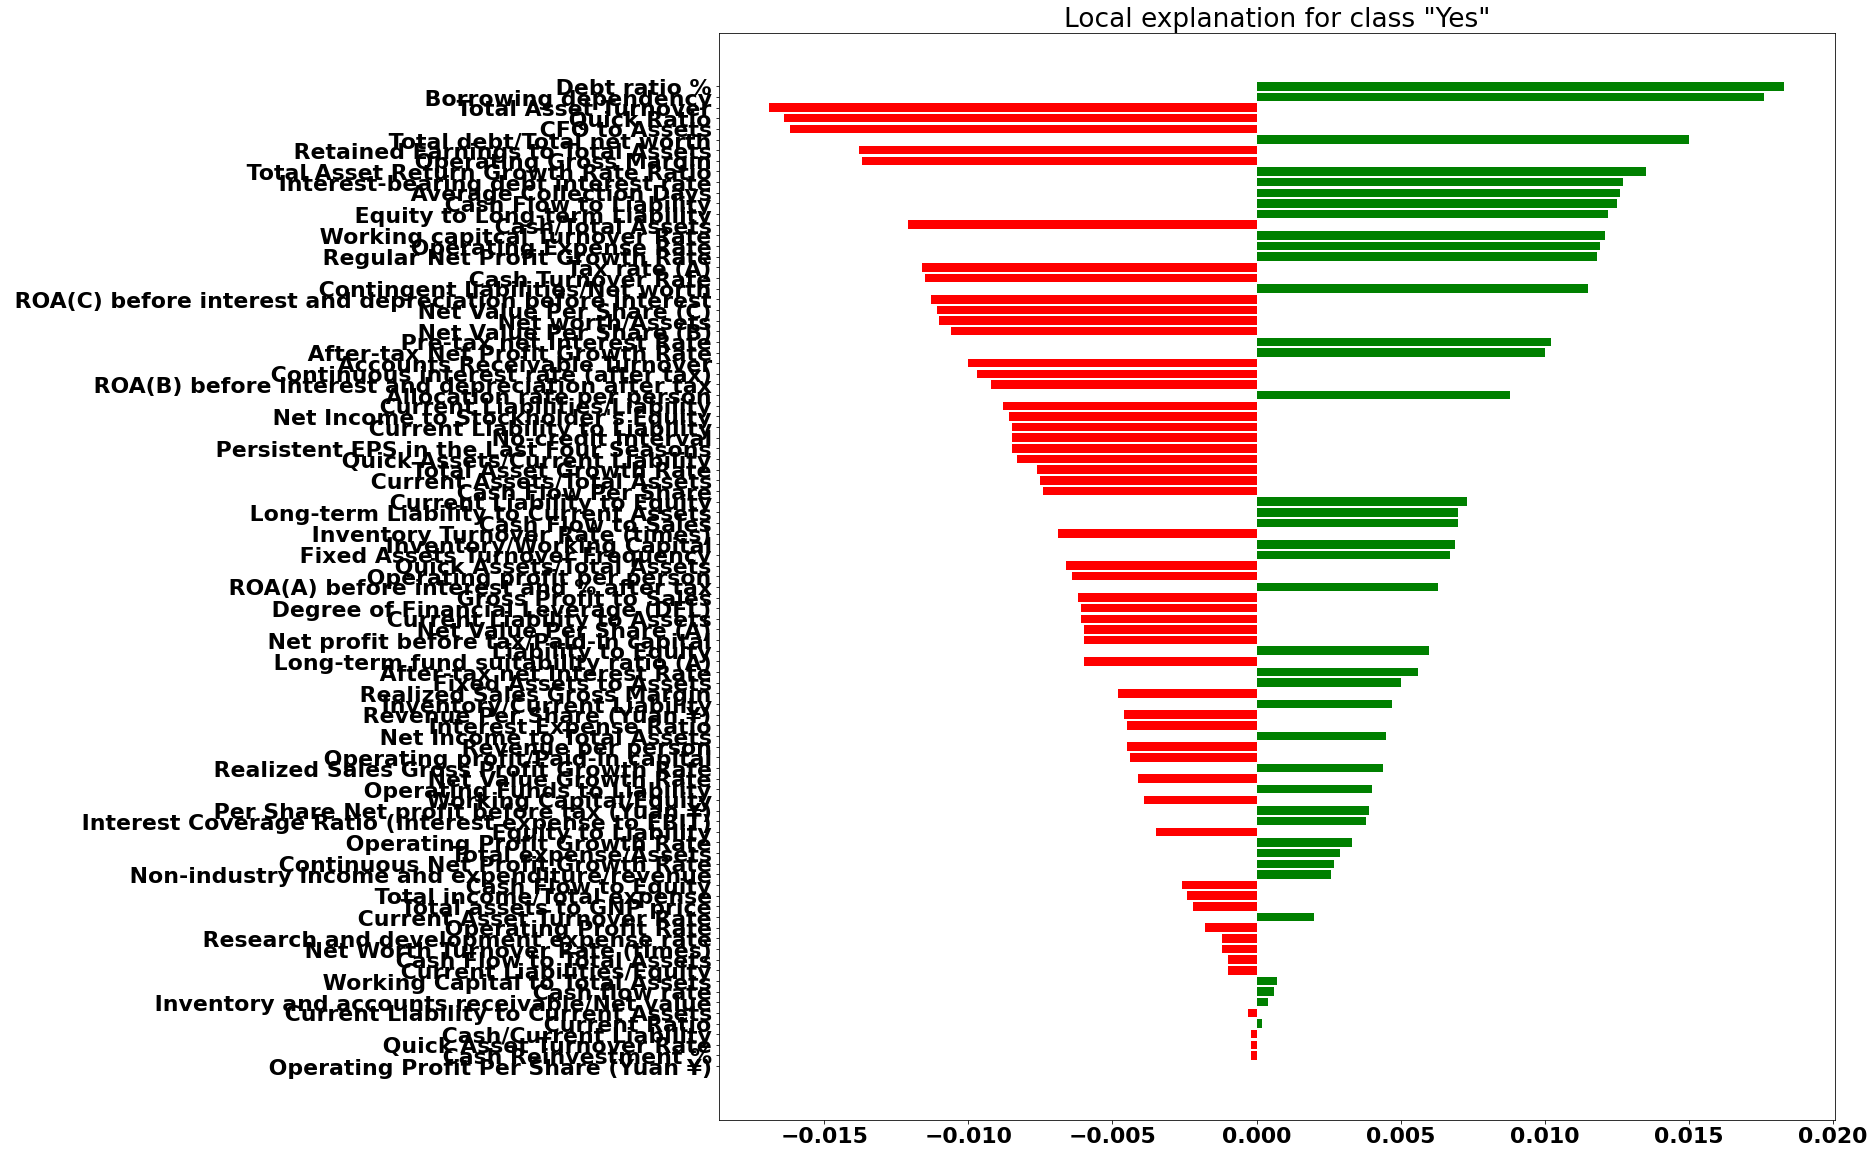 Local explanation for class "Yes"
Debt ratio %
Borrowing dependency
Total Asset Turnover
Quick Ratio
CFO to Assets
Total debt/Total net worth
Retained Earnings to Total Assets
Operating Gross Margin
Total Asset Return Growth Rate Ratio
Interest-bearing debt interest rate
Average Collection Days
Cash Flow to Liability
Equity to Long-term Liability
Cash/Total Assets
Working capitcal Turnover Rate
Operating Expense Rate
Regular Net Profit Growth Rate
Tax rate (A)
Cash Turnover Rate
Contingent liabilities/Net worth
ROA(C) before interest and depreciation before interest
Net Value Per Share (C)
Net worth/Assets
Net Value Per Share (B)
Pre-tax net Interest Rate
After-tax Net Profit Growth Rate
Accounts Receivable Turnover
Continuous interest rate (after tax)
ROA(B) before interest and depreciation after tax
Allocation rate per person
Current Liabilities/Liability
Net Income to Stockholder's Equity
Current Liability to Liability
No-credit Interval
Persistent EPS in the Last Four Seasons
Quick Assets/Current Liability
Total Asset Growth Rate
Current Assets/Total Assets
Cash Flow Per Share
Current Liability to Equity
Long-term Liability to Current Assets
Cash Flow to Sales
Inventory Turnover Rate (times)
Inventory/Working Capital
Fixed Assets Turnover Frequency
Quick Assets/Total Assets
Operating profit per person
ROA(A) before interest and % after tax
Gross Profit to Sales
Degree of Financial Leverage (DFL)
Current Liability to Assets
Net Value Per Share (A)
Net profit before tax/Paid-in capital
Liability to Equity
Long-term fund suitability ratio (A)
After-tax net Interest Rate
Fixed Assets to Assets
Realized Sales Gross Margin
Inventory/Current Liability
Revenue Per Share (Yuan ¥)
Interest Expense Ratio
Net Income to Total Assets
Revenue per person
Operating profit/Paid-in capital
Realized Sales Gross Profit Growth Rate
Net Value Growth Rate
Operating Funds to Liability
Working Capital/Equity
Per Share Net profit before tax (Yuan ¥)
Interest Coverage Ratio (Interest expense to EBIT)
Equity to Liability
Operating Profit Growth Rate
Total expense/Assets
Continuous Net Profit Growth Rate
Non-industry income and expenditure/revenue
Cash Flow to Equity
Total income/Total expense
Total assets to GNP price
Current Asset Turnover Rate
Operating Profit Rate
Research and development expense rate
Net Worth Turnover Rate (times)
Cash Flow to Total Assets
Current Liabilities/Equity
Working Capital to Total Assets
Cash flow rate
Inventory and accounts receivable/Net value
Current Liability to Current Assets
Current Ratio
Cash/Current Liability
Quick Asset Turnover Rate
Cash Reinvestment %
Operating Profit Per Share (Yuan ¥)
−0.015 −0.010 −0.005 0.000 0.005 0.010 0.015 0.020